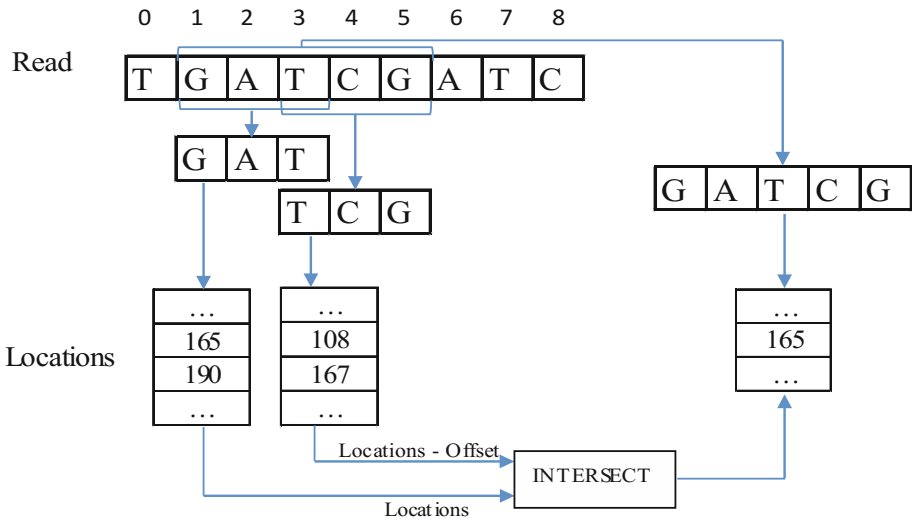 0 1 2 3 4 5 6 7 8
Read
T G A T C G A T C
G A T
T C G
G A T C G
... ... ...
165 108 165
Locations
190 167 ...
... ...
Locations - Offset
INTERSECT
Locations